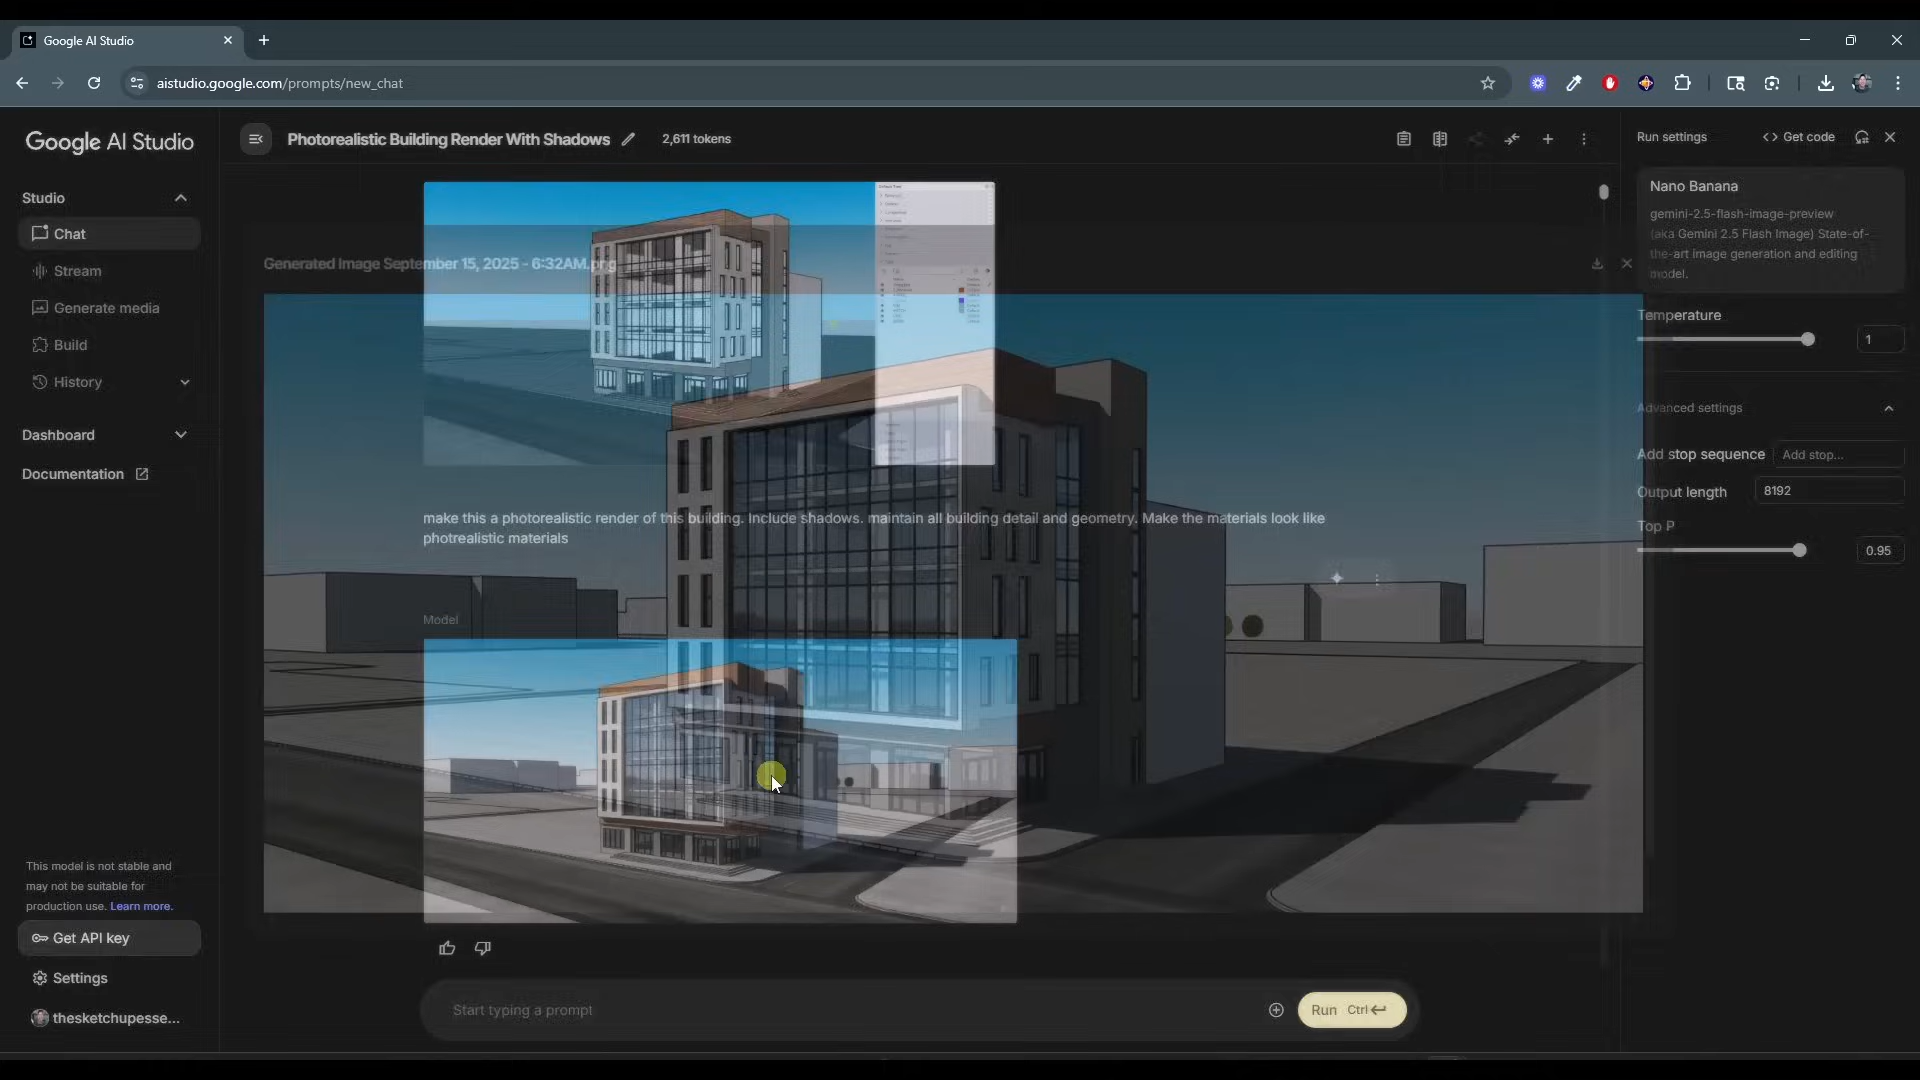 Google AI Studio
aistudio.google.com/prompts/new_chat
Google AI Studio
Photorealistic Building Render With Shadows
2,611 tokens
Run settings
<> Get code
Studio
Chat
Stream
Generate media
Build
History
Dashboard
Documentation
This model is not stable and
may not be suitable for
production use. Learn more.
Get API key
Settings
thesketchupesse...
Generated Image September 15, 2025 - 6:32AM.png
make this a photorealistic render of this building. Include shadows. maintain all building detail and geometry. Make the materials look like
photrealistic materials
Model
Start typing a prompt
Run Ctrl
Nano Banana
gemini-2.5-flash-image-preview
(aka Gemini 2.5 Flash Image) State-of-
the-art image generation and editing
model.
Temperature
1
Advanced settings
Add stop sequence
Add stop...
Output length
8192
Top P
0.95